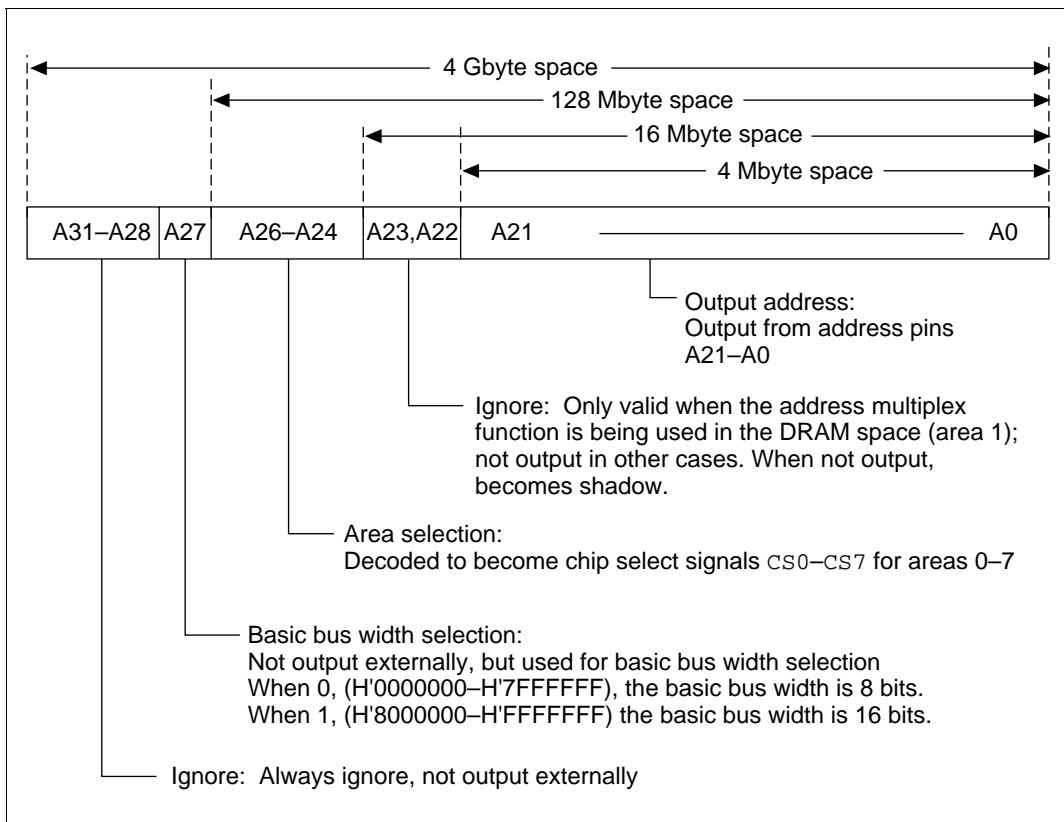 4 Gbyte space
128 Mbyte space
16 Mbyte space
4 Mbyte space
A31–A28 A27 A26–A24 A23,A22 A21 A0
Output address:
Output from address pins
A21–A0
Ignore: Only valid when the address multiplex
function is being used in the DRAM space (area 1);
not output in other cases. When not output,
becomes shadow.
Area selection:
Decoded to become chip select signals CS0–CS7 for areas 0–7
Basic bus width selection:
Not output externally, but used for basic bus width selection
When 0, (H'0000000–H'7FFFFFF), the basic bus width is 8 bits.
When 1, (H'8000000–H'FFFFFFF) the basic bus width is 16 bits.
Ignore: Always ignore, not output externally